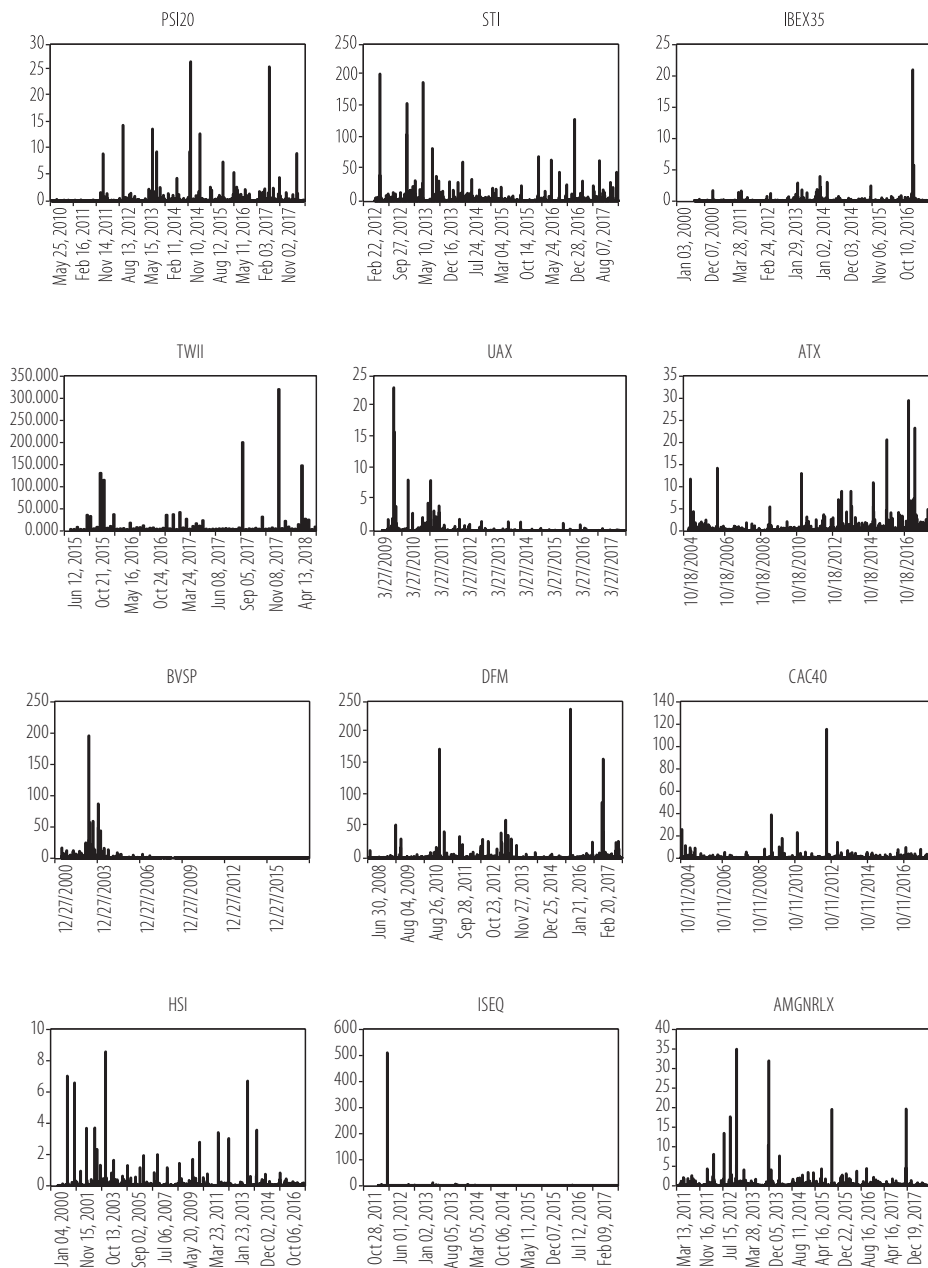 PSI20
30
25
20
15
10
5
0
May 25, 2010
Feb 16, 2011
Nov 14, 2011
Aug 13, 2012
May 15, 2013
Feb 11, 2014
Nov 10, 2014
Aug 12, 2015
May 11, 2016
Feb 03, 2017
Nov 02, 2017
STI
250
200
150
100
50
0
Feb 22, 2012
Sep 27, 2012
May 10, 2013
Dec 16, 2013
Jul 24, 2014
Mar 04, 2015
Oct 14, 2015
May 24, 2016
Dec 28, 2016
Aug 07, 2017
IBEX35
25
20
15
10
5
0
Jan 03, 2000
Dec 07, 2000
Mar 28, 2011
Feb 24, 2012
Jan 29, 2013
Jan 02, 2014
Dec 03, 2014
Nov 06, 2015
Oct 10, 2016
TWII
350.000
300.000
250.000
200.000
150.000
100.000
50.000
0.000
Jun 12, 2015
Oct 21, 2015
May 16, 2016
Oct 24, 2016
Mar 24, 2017
Jun 08, 2017
Sep 05, 2017
Nov 08, 2017
Apr 13, 2018
UAX
25
20
15
10
5
0
3/27/2009
3/27/2010
3/27/2011
3/27/2012
3/27/2013
3/27/2014
3/27/2015
3/27/2016
3/27/2017
ATX
35
30
25
20
15
10
5
0
10/18/2004
10/18/2006
10/18/2008
10/18/2010
10/18/2012
10/18/2014
10/18/2016
BVSP
250
200
150
100
50
0
12/27/2000
12/27/2003
12/27/2006
12/27/2009
12/27/2012
12/27/2015
DFM
250
200
150
100
50
0
Jun 30, 2008
Aug 04, 2009
Aug 26, 2010
Sep 28, 2011
Oct 23, 2012
Nov 27, 2013
Dec 25, 2014
Jan 21, 2016
Feb 20, 2017
CAC40
140
120
100
80
60
40
20
0
10/11/2004
10/11/2006
10/11/2008
10/11/2010
10/11/2012
10/11/2014
10/11/2016
HSI
10
8
6
4
2
0
Jan 04, 2000
Nov 15, 2001
Oct 13, 2003
Sep 02, 2005
Jul 06, 2007
May 20, 2009
Mar 23, 2011
Jan 23, 2013
Dec 02, 2014
Oct 06, 2016
ISEQ
600
500
400
300
200
100
0
Oct 28, 2011
Jun 01, 2012
Jan 02, 2013
Aug 05, 2013
Mar 05, 2014
Oct 06, 2014
May 11, 2015
Dec 07, 2015
Jul 12, 2016
Feb 09, 2017
AMGNRLX
40
35
30
25
20
15
10
5
0
Mar 13, 2011
Nov 16, 2011
Jul 15, 2012
Mar 28, 2013
Dec 05, 2013
Aug 11, 2014
Apr 16, 2015
Dec 22, 2015
Aug 16, 2016
Apr 16, 2017
Dec 19, 2017